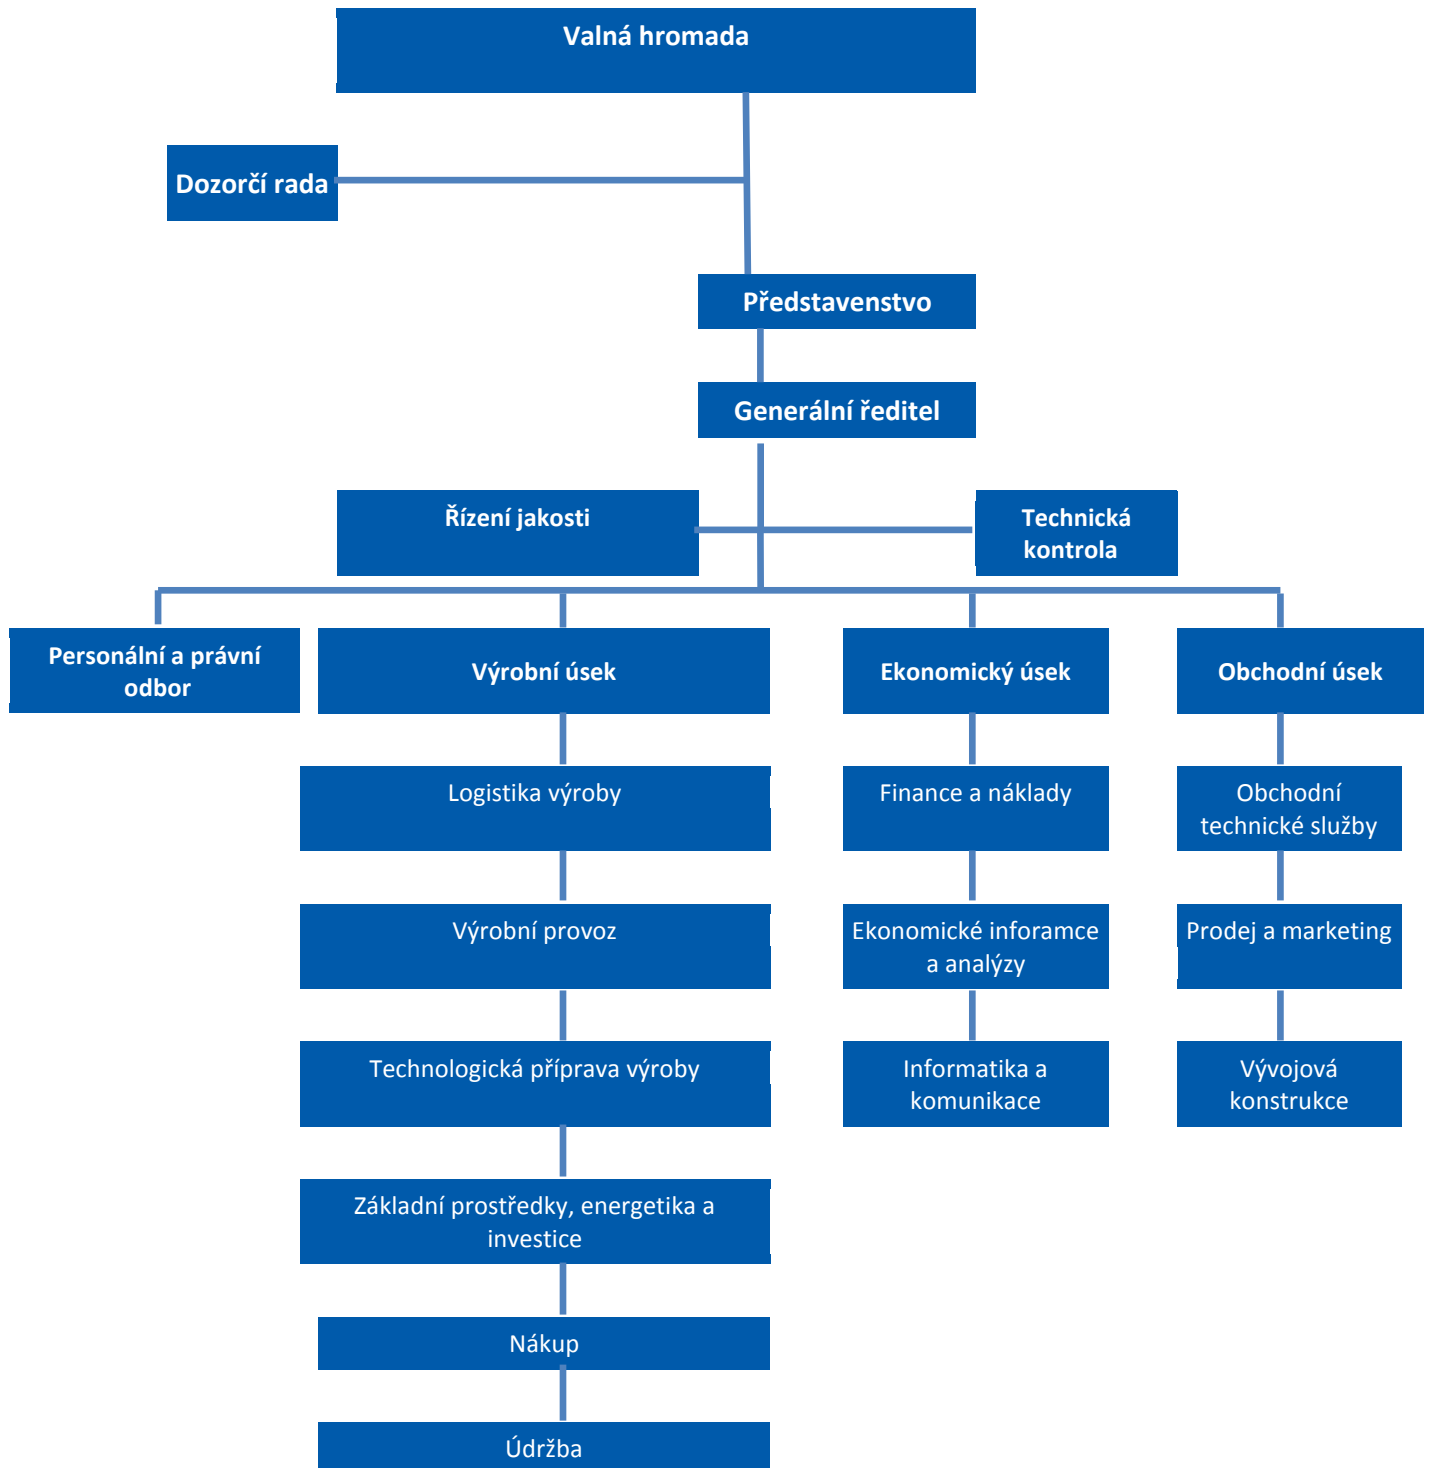 Valná hromada
Dozorčí rada
Představenstvo
Generální ředitel
Řízení jakosti
Technická
kontrola
Personální a právní
odbor
Výrobní úsek
Ekonomický úsek
Obchodní úsek
Logistika výroby
Finance a náklady
Obchodní
technické služby
Výrobní provoz
Ekonomické inforamce
a analýzy
Prodej a marketing
Technologická příprava výroby
Informatika a
komunikace
Vývojová
konstrukce
Základní prostředky, energetika a
investice
Nákup
Údržba